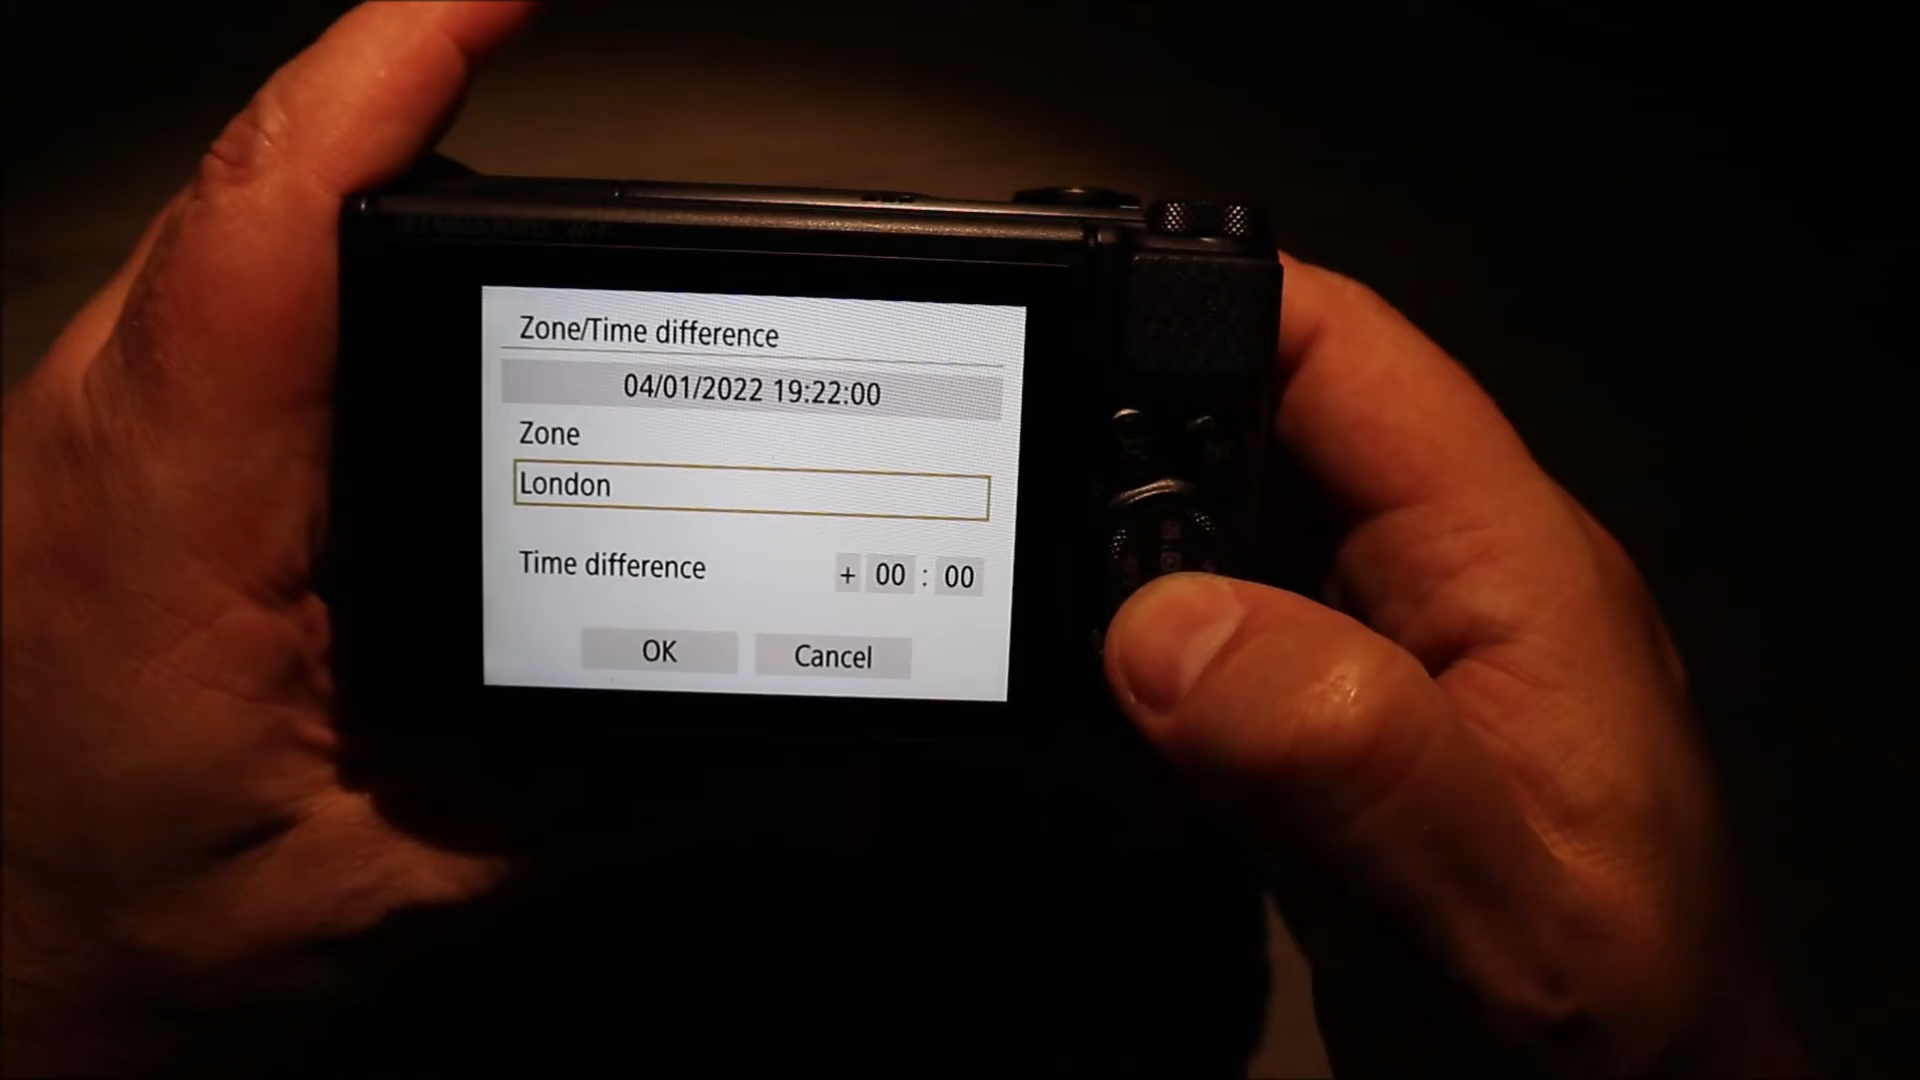 Zone/Time difference
04/01/2022 19:22:00
Zone
London
Time difference + 00 : 00
OK Cancel